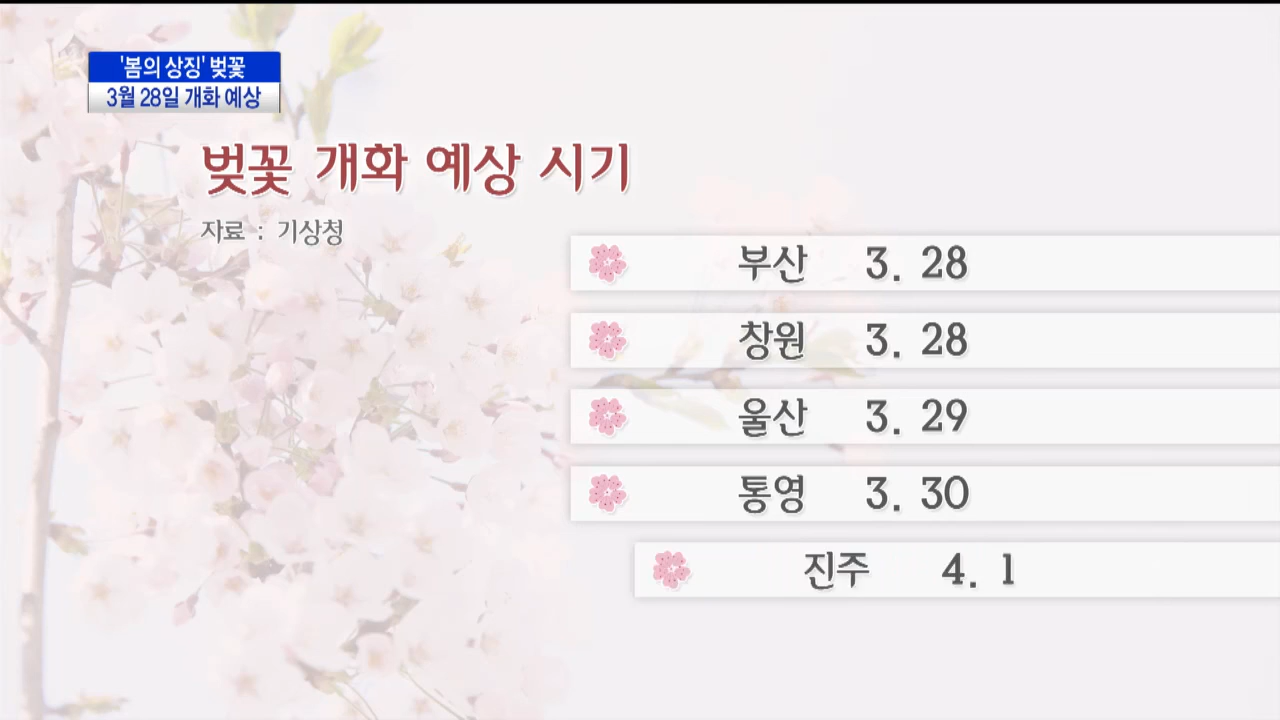 '봄의 상징' 벚꽃
3월 28일 개화 예상
벚꽃 개화 예상 시기
자료 : 기상청
부산 3. 28
창원 3. 28
울산 3. 29
통영 3. 30
진주 4. 1